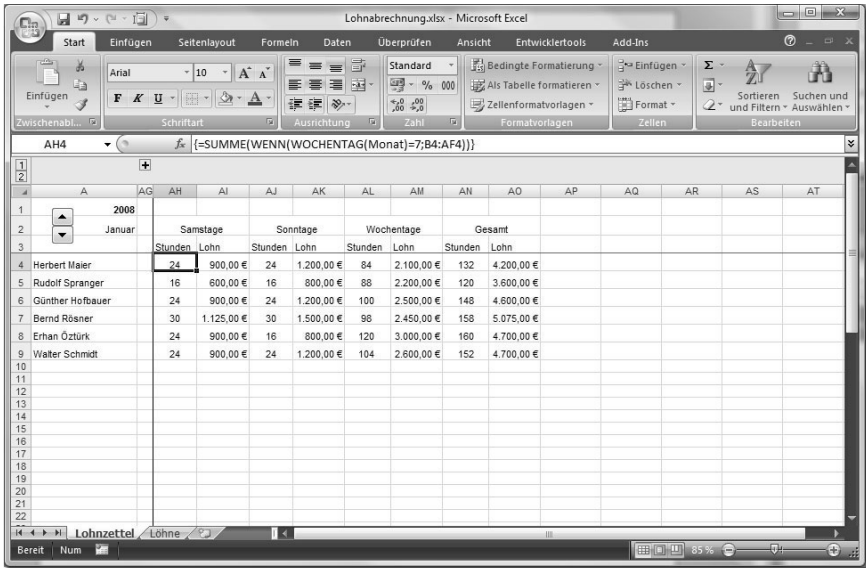 Lohnabrechnung.xlsx - Microsoft Excel
Start Einfügen Seitenlayout Formeln Daten Überprüfen Ansicht Entwicklertools Add-Ins
Arial 10 Standard Bedingte Formatierung Einfügen Σ
Einfügen F K U A % 000 Als Tabelle formatieren Löschen Sortieren und Filtern Suchen und Auswählen
Zellenformatvorlagen Format
Zwischenabl... Schriftart Ausrichtung Zahl Formatvorlagen Zellen Bearbeiten
AH4 fx {=SUMME(WENN(WOCHENTAG(Monat)=7;B4:AF4))}
1
2
A AG AH AI AJ AK AL AM AN AO AP AQ AR AS AT
1 2008
2 Januar Samstage Sonntage Wochentage Gesamt
3 Stunden Lohn Stunden Lohn Stunden Lohn Stunden Lohn
4 Herbert Maier 24 900,00 € 24 1.200,00 € 84 2.100,00 € 132 4.200,00 €
5 Rudolf Spranger 16 600,00 € 16 800,00 € 88 2.200,00 € 120 3.600,00 €
6 Günther Hofbauer 24 900,00 € 24 1.200,00 € 100 2.500,00 € 148 4.600,00 €
7 Bernd Rösner 30 1.125,00 € 30 1.500,00 € 98 2.450,00 € 158 5.075,00 €
8 Erhan Öztürk 24 900,00 € 16 800,00 € 120 3.000,00 € 160 4.700,00 €
9 Walter Schmidt 24 900,00 € 24 1.200,00 € 104 2.600,00 € 152 4.700,00 €
10
11
12
13
14
15
16
17
18
19
20
21
22
Lohnzettel Löhne
Bereit Num 85 %